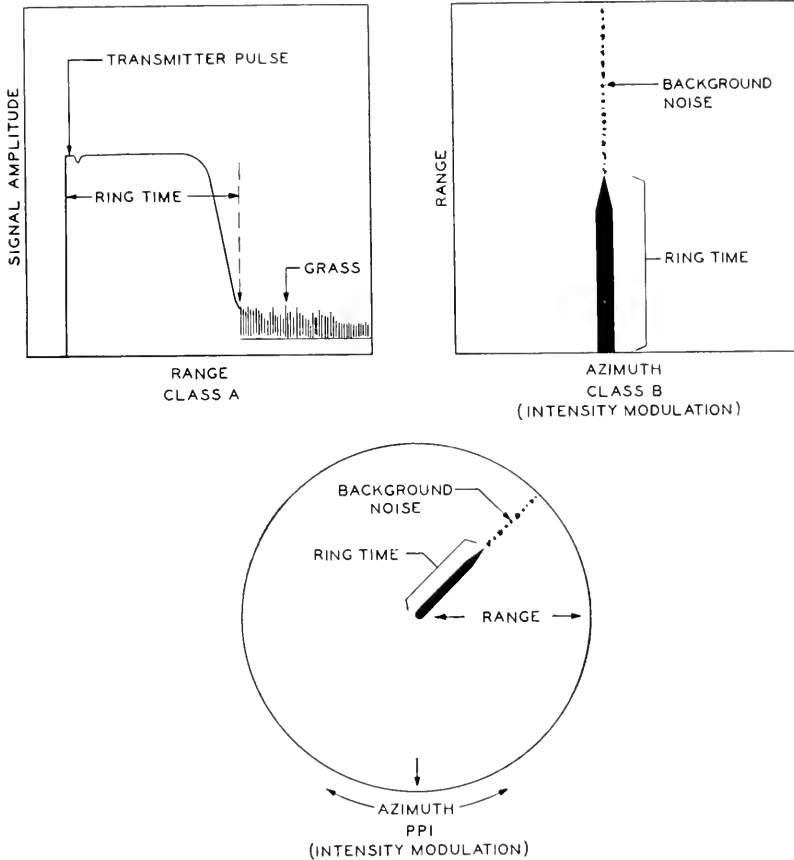 SIGNAL AMPLITUDE
TRANSMITTER PULSE
RING TIME
GRASS
RANGE
CLASS A
RANGE
BACKGROUND
NOISE
RING TIME
AZIMUTH
CLASS B
(INTENSITY MODULATION)
BACKGROUND
NOISE
RING TIME
RANGE
AZIMUTH
PPI
(INTENSITY MODULATION)